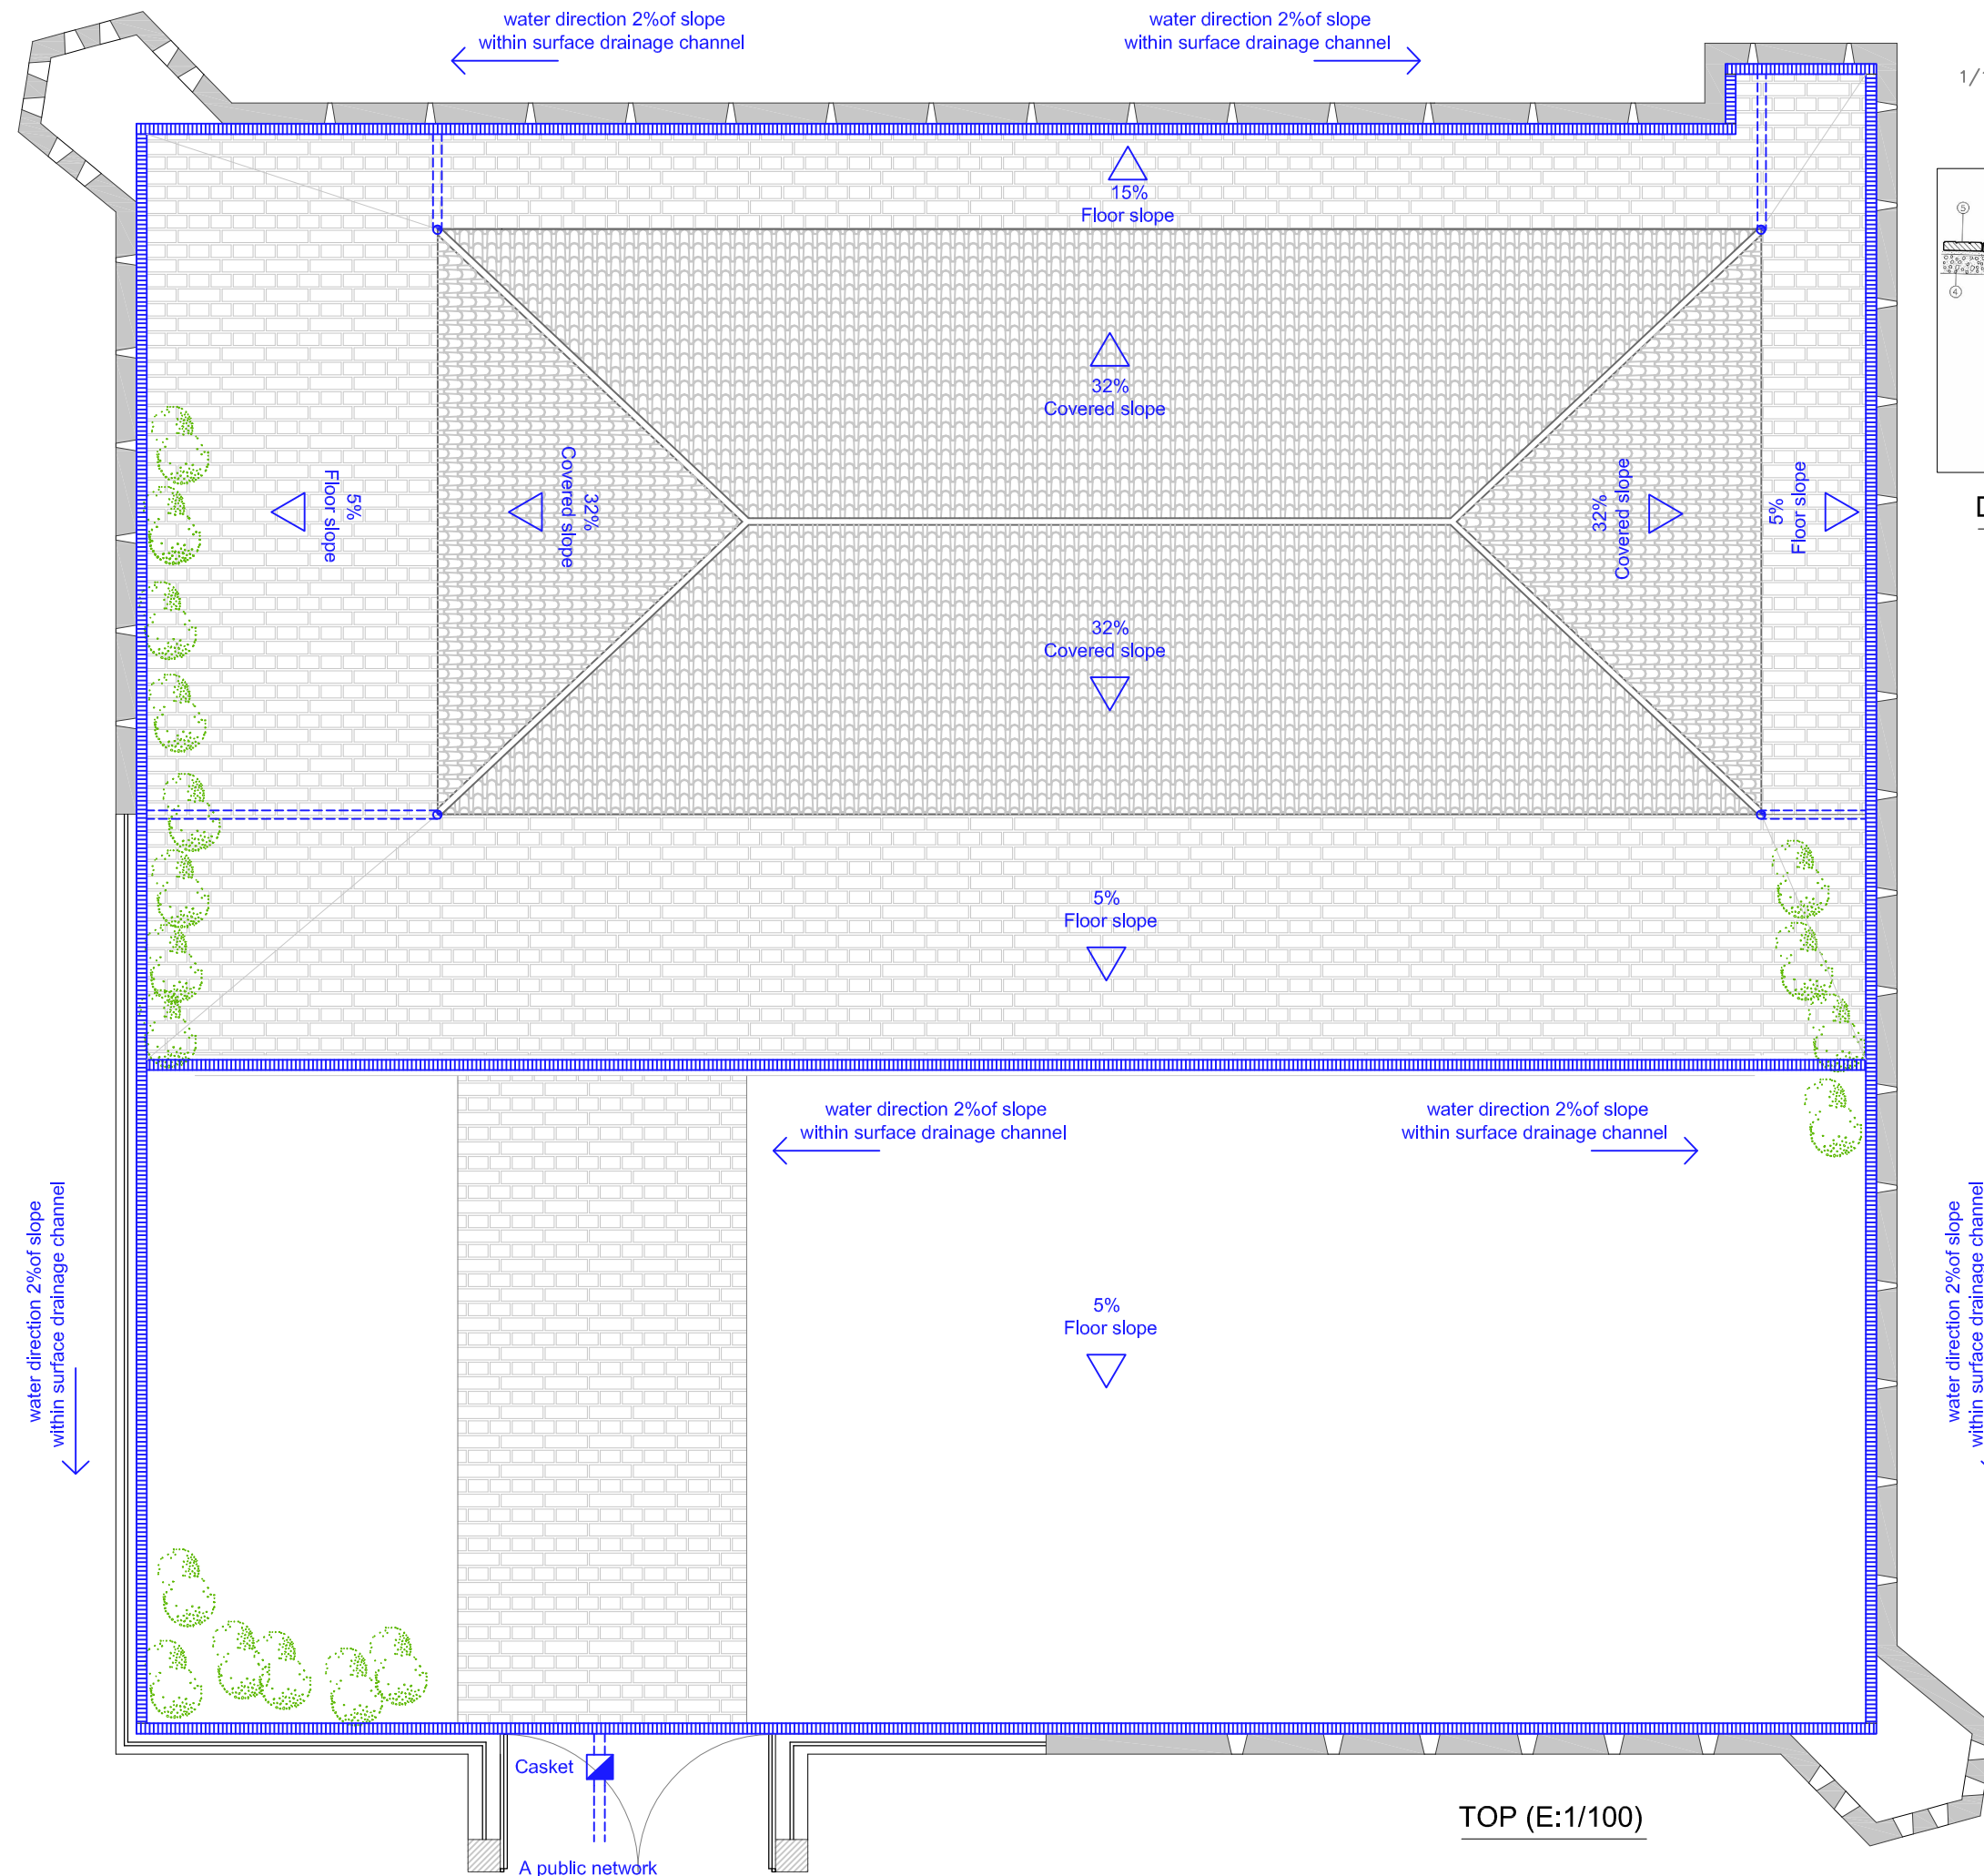 water direction 2%of slope
within surface drainage channel
water direction 2%of slope
within surface drainage channel
1/
15%
Floor slope
5
4
32%
Covered slope
5%
Floor slope
32%
Covered slope
32%
Covered slope
5%
Floor slope
32%
Covered slope
5%
Floor slope
water direction 2%of slope
within surface drainage channel
water direction 2%of slope
within surface drainage channel
water direction 2%of slope
within surface drainage channel
water direction 2%of slope
within surface drainage channel
5%
Floor slope
Casket
TOP (E:1/100)
A public network